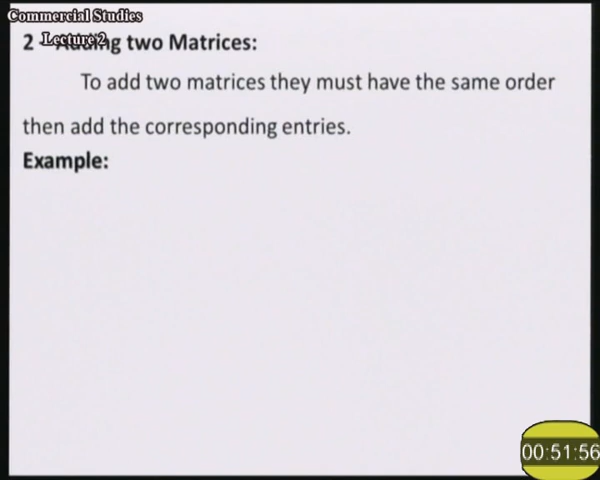 Commercial Studies
Lecture 2
2 - Adding two Matrices:
To add two matrices they must have the same order
then add the corresponding entries.
Example:
00:51:56